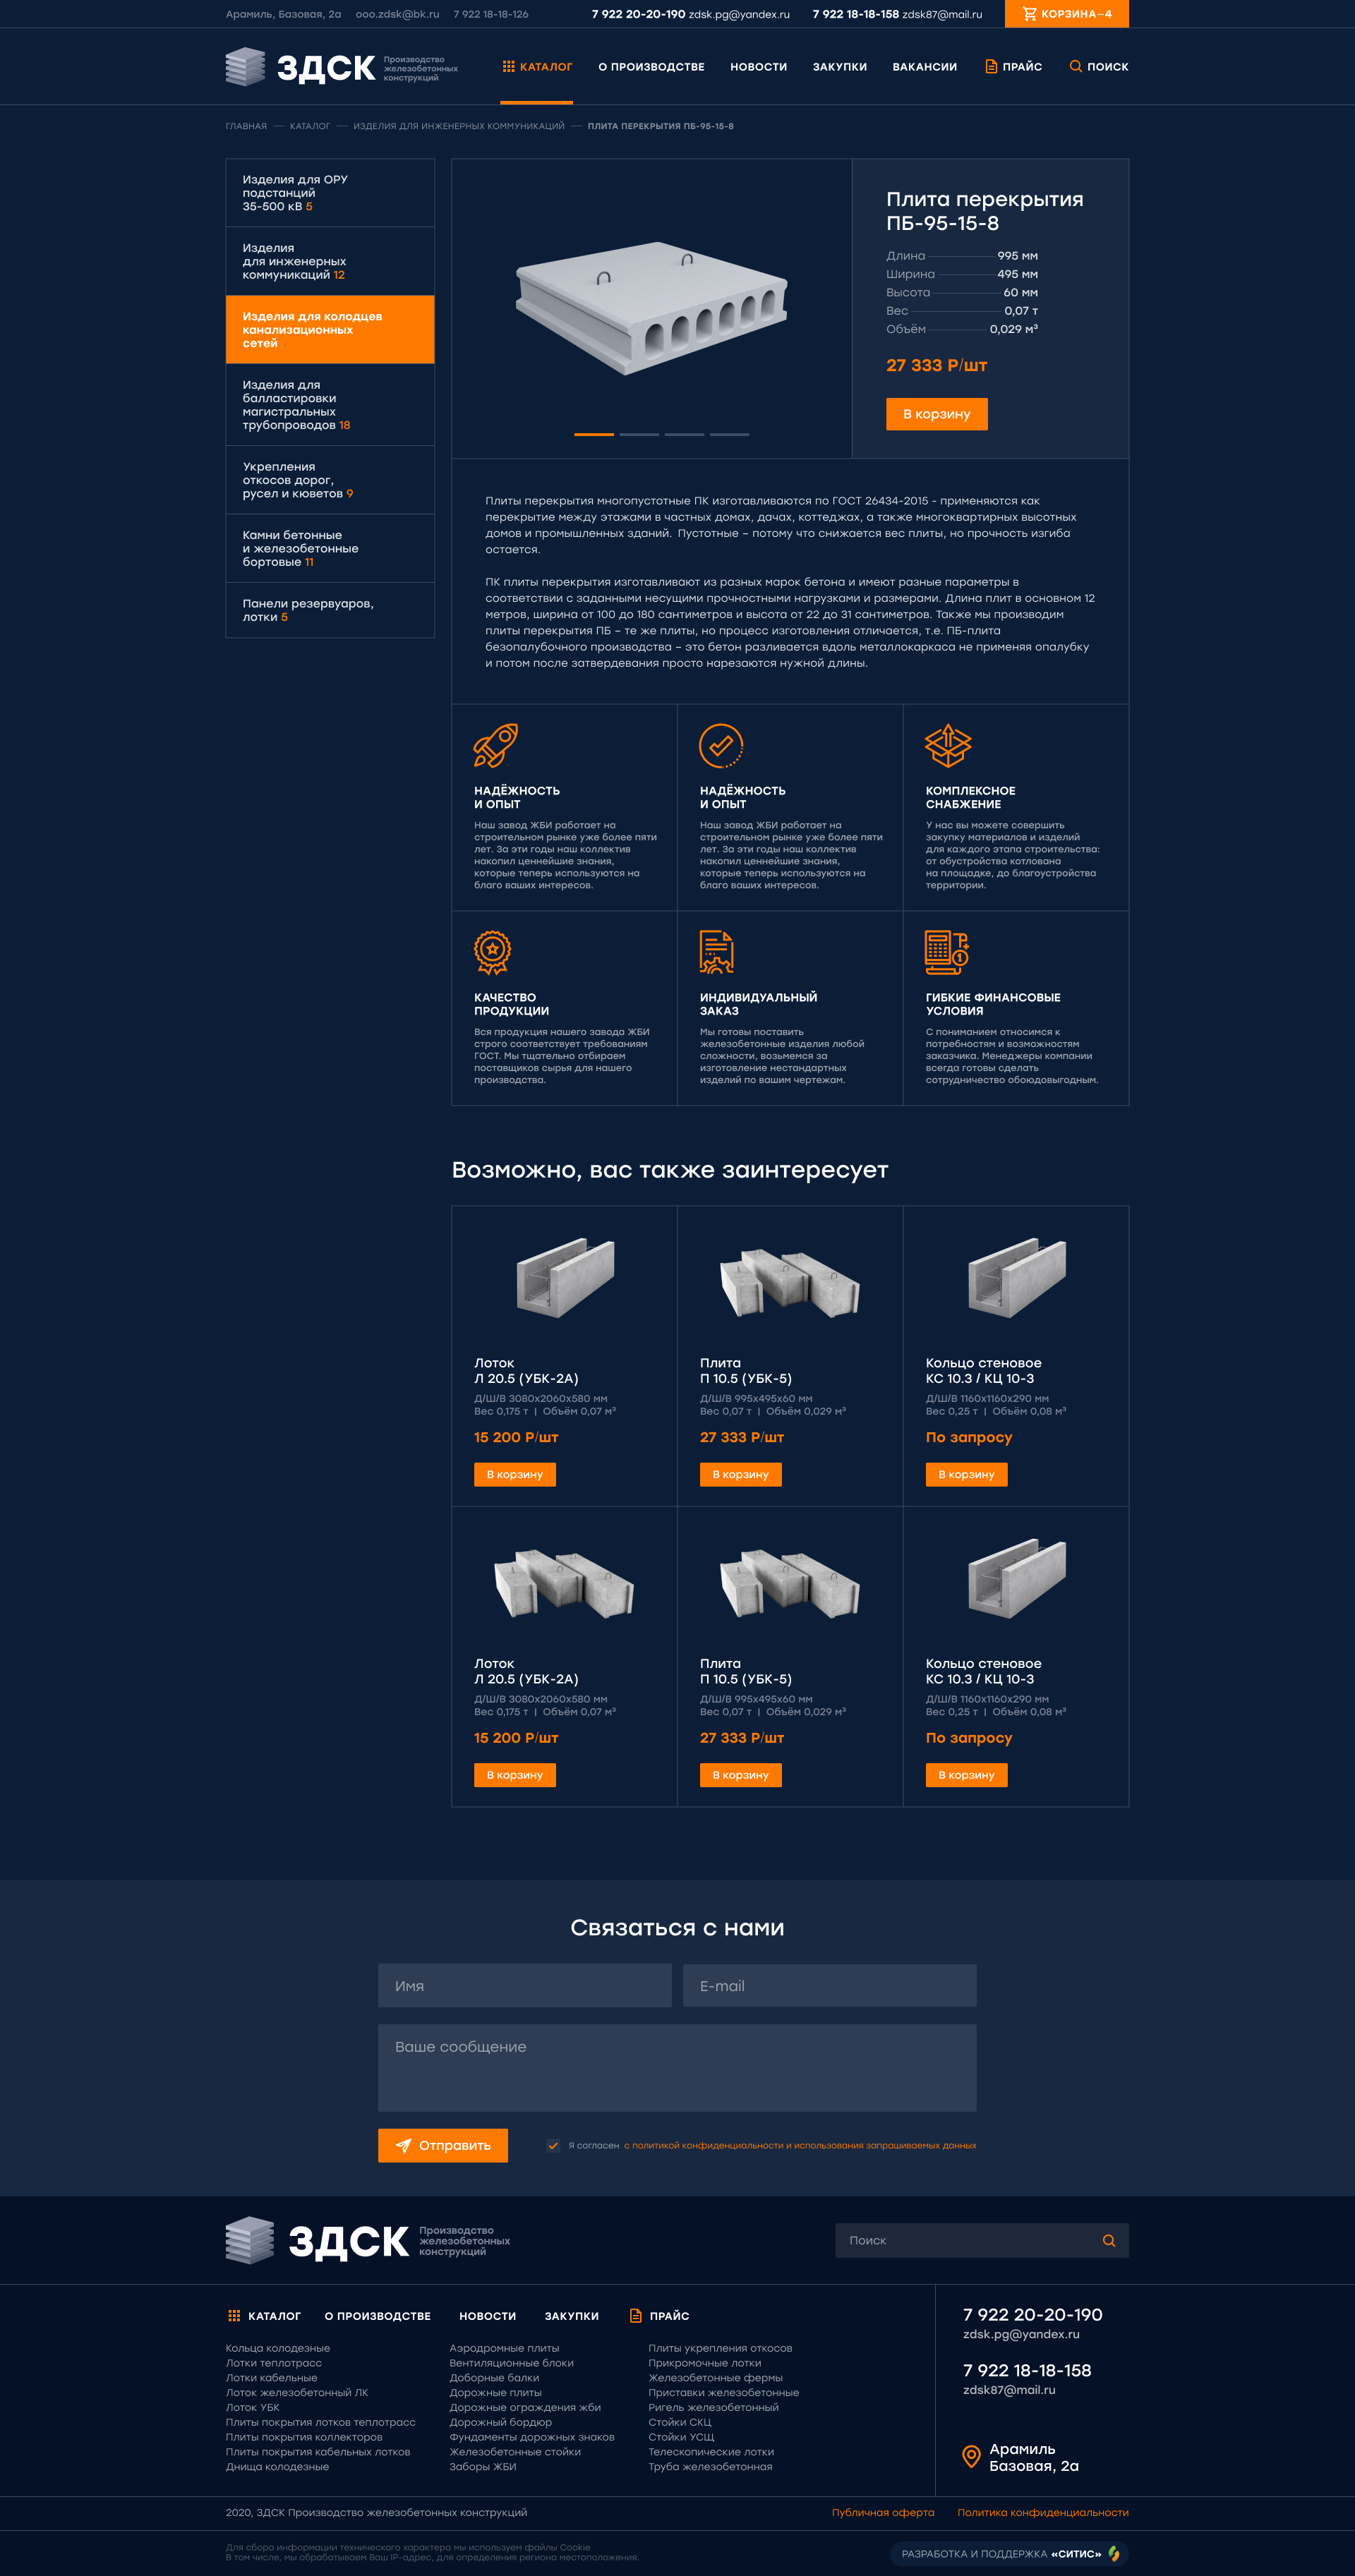 Арамиль, Базовая, 2а   ooo.zdsk@bk.ru   7 922 18-18-126   7 922 20-20-190 zdsk.pg@yandex.ru   7 922 18-18-158 zdsk87@mail.ru   КОРЗИНА–4
ЗДСК
Производство
железобетонных
конструкций
КАТАЛОГ   О ПРОИЗВОДСТВЕ   НОВОСТИ   ЗАКУПКИ   ВАКАНСИИ   ПРАЙС   ПОИСК
ГЛАВНАЯ — КАТАЛОГ — ИЗДЕЛИЯ ДЛЯ ИНЖЕНЕРНЫХ КОММУНИКАЦИЙ — ПЛИТА ПЕРЕКРЫТИЯ ПБ-95-15-8
Изделия для ОРУ
подстанций
35-500 кВ 5
Изделия
для инженерных
коммуникаций 12
Изделия для колодцев
канализационных
сетей
Изделия для
балластировки
магистральных
трубопроводов 18
Укрепления
откосов дорог,
русел и кюветов 9
Камни бетонные
и железобетонные
бортовые 11
Панели резервуаров,
лотки 5
Плита перекрытия
ПБ-95-15-8
Длина 995 мм
Ширина 495 мм
Высота 60 мм
Вес 0,07 т
Объём 0,029 м³
27 333 Р/шт
В корзину
Плиты перекрытия многопустотные ПК изготавливаются по ГОСТ 26434-2015 - применяются как
перекрытие между этажами в частных домах, дачах, коттеджах, а также многоквартирных высотных
домов и промышленных зданий. Пустотные – потому что снижается вес плиты, но прочность изгиба
остается.
ПК плиты перекрытия изготавливают из разных марок бетона и имеют разные параметры в
соответствии с заданными несущими прочностными нагрузками и размерами. Длина плит в основном 12
метров, ширина от 100 до 180 сантиметров и высота от 22 до 31 сантиметров. Также мы производим
плиты перекрытия ПБ – те же плиты, но процесс изготовления отличается, т.е. ПБ-плита
безопалубочного производства – это бетон разливается вдоль металлокаркаса не применяя опалубку
и потом после затвердевания просто нарезаются нужной длины.
НАДЁЖНОСТЬ
И ОПЫТ
Наш завод ЖБИ работает на
строительном рынке уже более пяти
лет. За эти годы наш коллектив
накопил ценнейшие знания,
которые теперь используются на
благо ваших интересов.
НАДЁЖНОСТЬ
И ОПЫТ
Наш завод ЖБИ работает на
строительном рынке уже более пяти
лет. За эти годы наш коллектив
накопил ценнейшие знания,
которые теперь используются на
благо ваших интересов.
КОМПЛЕКСНОЕ
СНАБЖЕНИЕ
У нас вы можете совершить
закупку материалов и изделий
для каждого этапа строительства:
от обустройства котлована
на площадке, до благоустройства
территории.
КАЧЕСТВО
ПРОДУКЦИИ
Вся продукция нашего завода ЖБИ
строго соответствует требованиям
ГОСТ. Мы тщательно отбираем
поставщиков сырья для нашего
производства.
ИНДИВИДУАЛЬНЫЙ
ЗАКАЗ
Мы готовы поставить
железобетонные изделия любой
сложности, возьмемся за
изготовление нестандартных
изделий по вашим чертежам.
ГИБКИЕ ФИНАНСОВЫЕ
УСЛОВИЯ
С пониманием относимся к
потребностям и возможностям
заказчика. Менеджеры компании
всегда готовы сделать
сотрудничество обоюдовыгодным.
Возможно, вас также заинтересует
Лоток
Л 20.5 (УБК-2А)
Д/Ш/В 3080х2060х580 мм
Вес 0,175 т | Объём 0,07 м³
15 200 Р/шт
В корзину
Плита
П 10.5 (УБК-5)
Д/Ш/В 995х495х60 мм
Вес 0,07 т | Объём 0,029 м³
27 333 Р/шт
В корзину
Кольцо стеновое
КС 10.3 / КЦ 10-3
Д/Ш/В 1160х1160х290 мм
Вес 0,25 т | Объём 0,08 м³
По запросу
В корзину
Лоток
Л 20.5 (УБК-2А)
Д/Ш/В 3080х2060х580 мм
Вес 0,175 т | Объём 0,07 м³
15 200 Р/шт
В корзину
Плита
П 10.5 (УБК-5)
Д/Ш/В 995х495х60 мм
Вес 0,07 т | Объём 0,029 м³
27 333 Р/шт
В корзину
Кольцо стеновое
КС 10.3 / КЦ 10-3
Д/Ш/В 1160х1160х290 мм
Вес 0,25 т | Объём 0,08 м³
По запросу
В корзину
Связаться с нами
Имя   E-mail
Ваше сообщение
Отправить   Я согласен с политикой конфиденциальности и использования запрашиваемых данных
ЗДСК
Производство
железобетонных
конструкций
Поиск
КАТАЛОГ   О ПРОИЗВОДСТВЕ   НОВОСТИ   ЗАКУПКИ   ПРАЙС
Кольца колодезные
Лотки теплотрасс
Лотки кабельные
Лоток железобетонный ЛК
Лоток УБК
Плиты покрытия лотков теплотрасс
Плиты покрытия коллекторов
Плиты покрытия кабельных лотков
Днища колодезные
Аэродромные плиты
Вентиляционные блоки
Доборные балки
Дорожные плиты
Дорожные ограждения жби
Дорожный бордюр
Фундаменты дорожных знаков
Железобетонные стойки
Заборы ЖБИ
Плиты укрепления откосов
Прикромочные лотки
Железобетонные фермы
Приставки железобетонные
Ригель железобетонный
Стойки СКЦ
Стойки УСЩ
Телескопические лотки
Труба железобетонная
7 922 20-20-190
zdsk.pg@yandex.ru
7 922 18-18-158
zdsk87@mail.ru
Арамиль
Базовая, 2а
2020, ЗДСК Производство железобетонных конструкций   Публичная оферта   Политика конфиденциальности
Для сбора информации технического характера мы используем файлы Cookie
В том числе, мы обрабатываем Ваш IP-адрес, для определения региона местоположения.
РАЗРАБОТКА И ПОДДЕРЖКА «СИТИС»